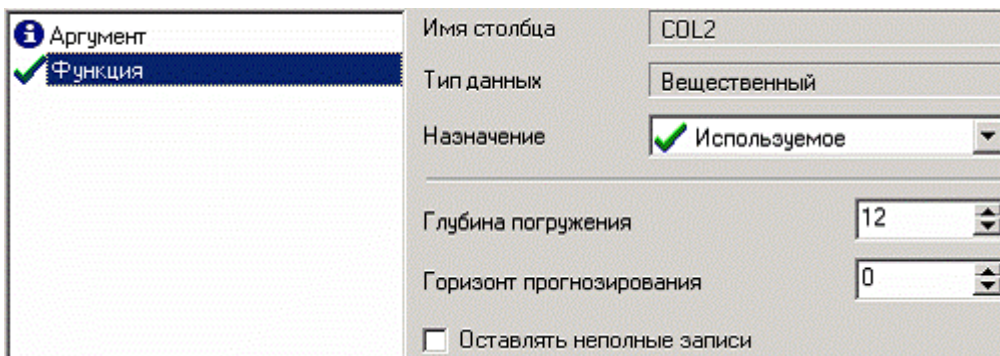 Аргумент
Функция
Имя столбца COL2
Тип данных Вещественный
Назначение Используемое
Глубина погружения 12
Горизонт прогнозирования 0
Оставлять неполные записи